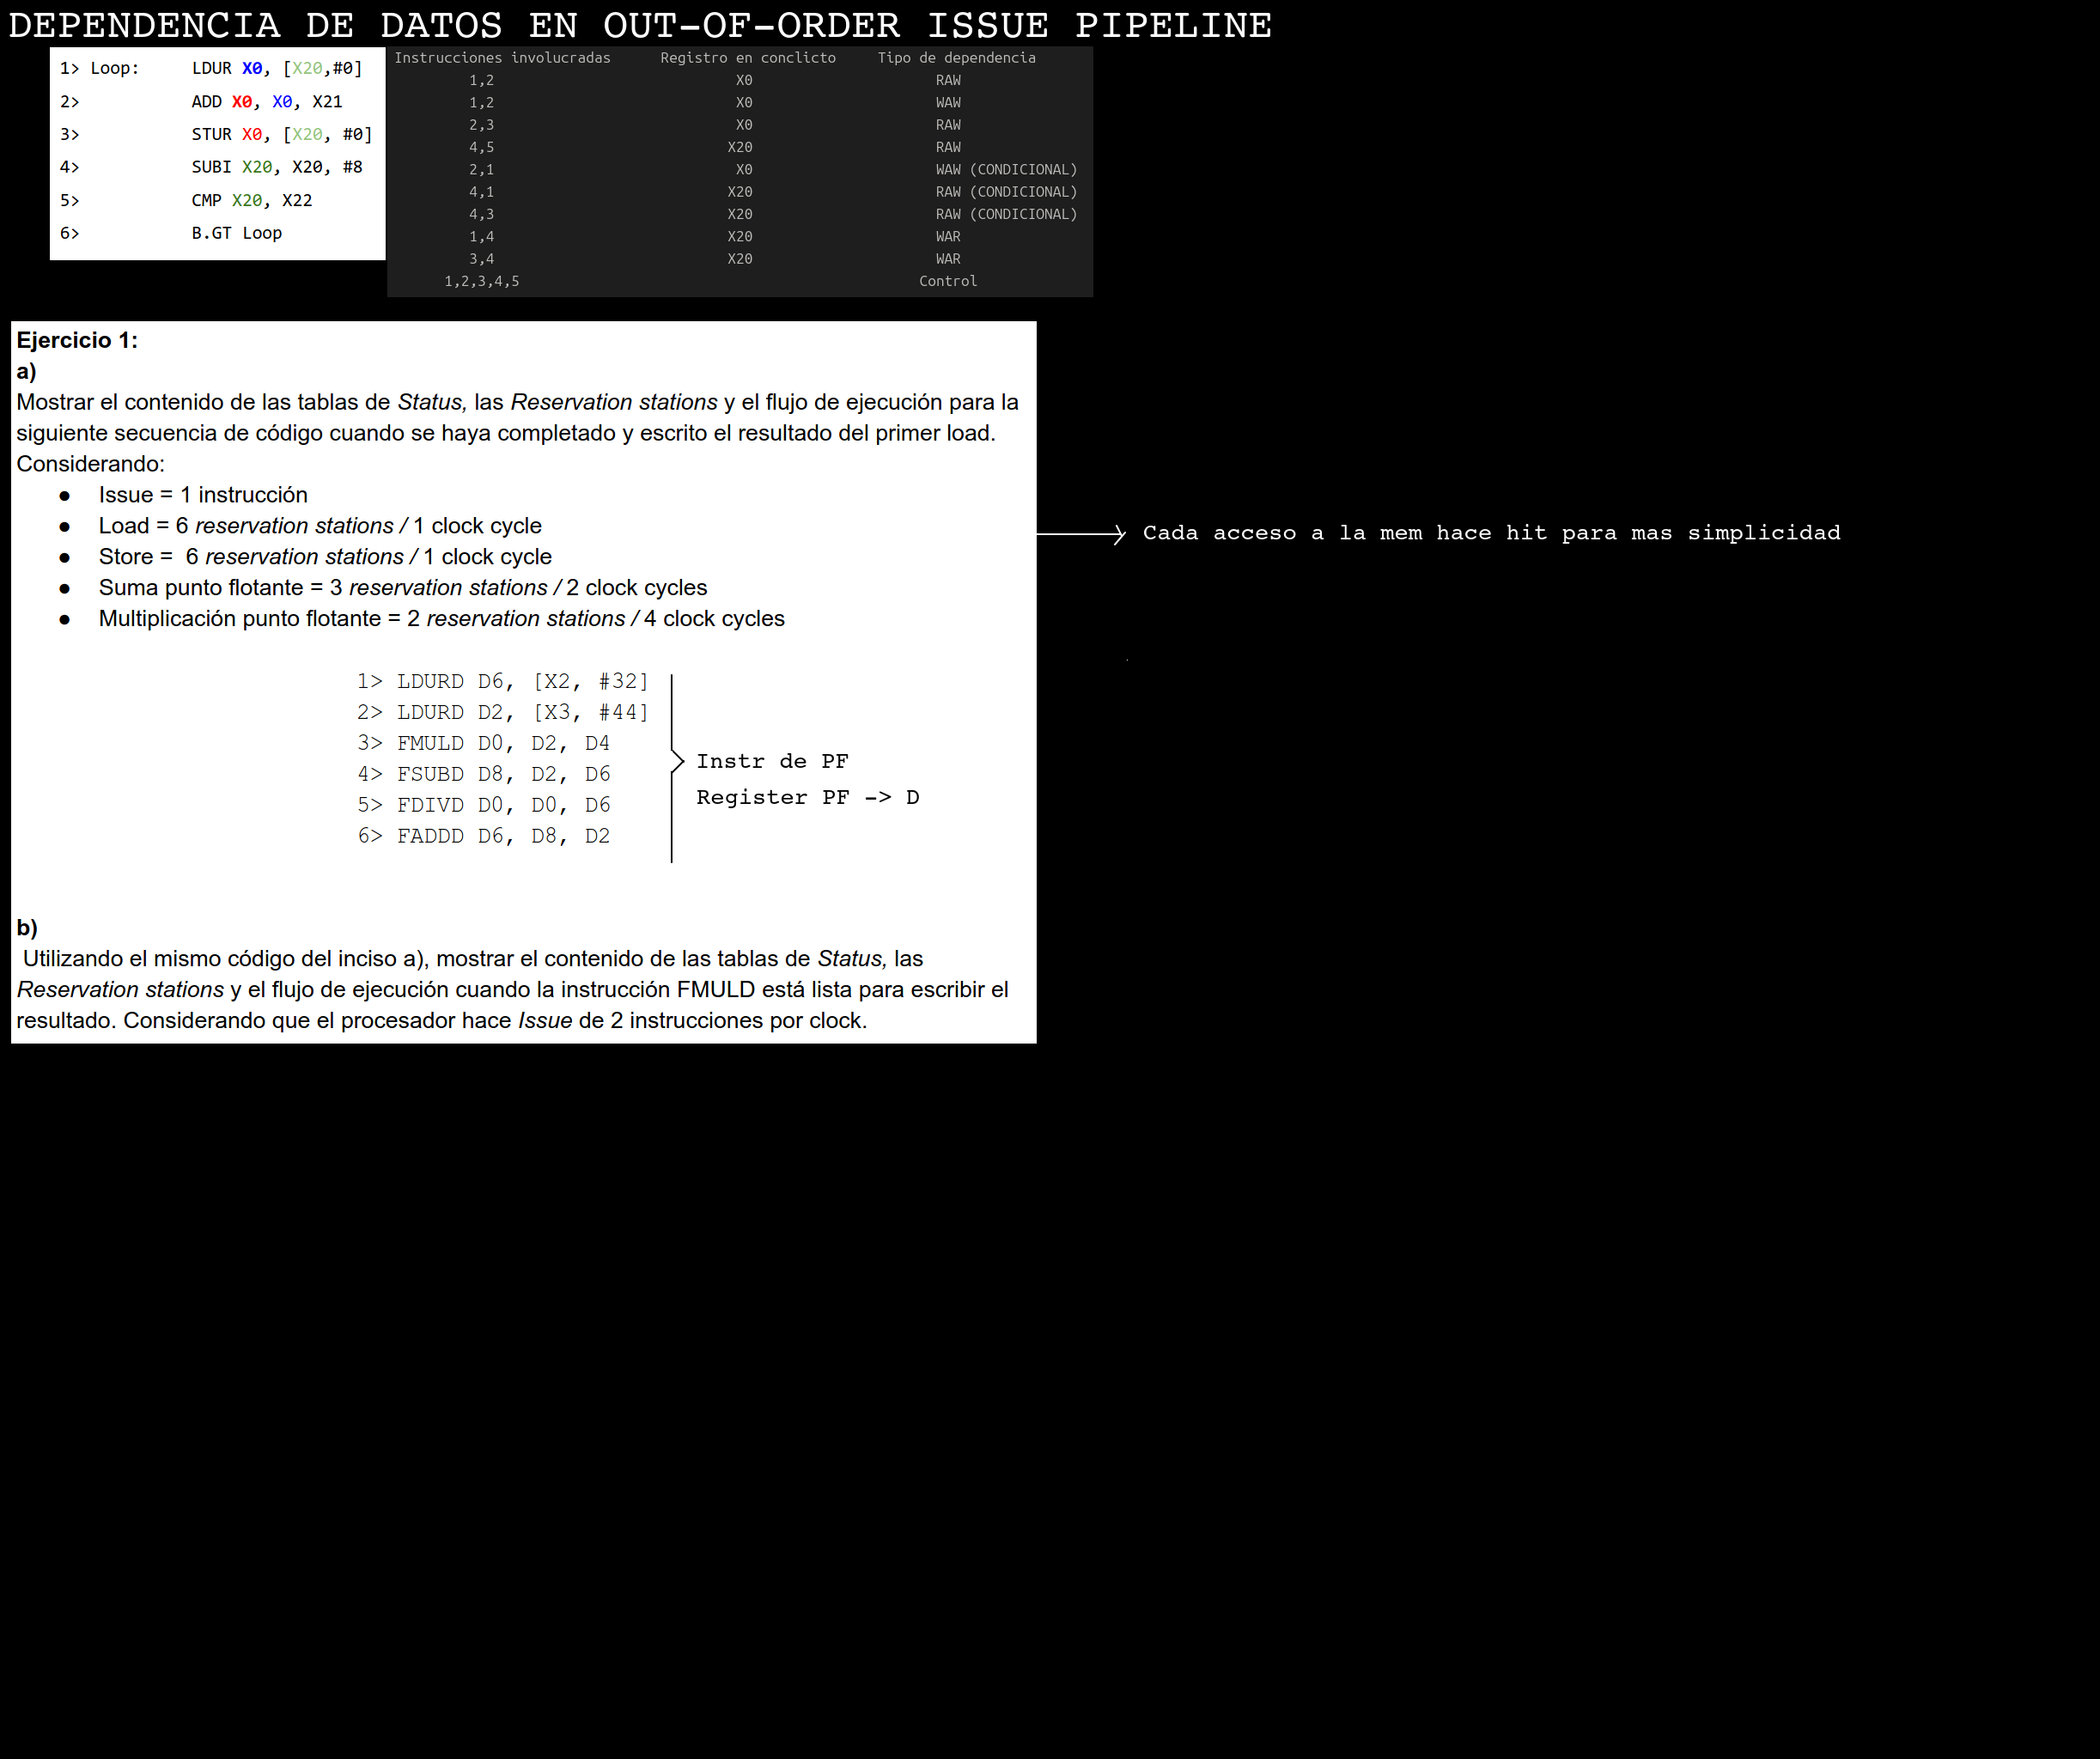 DEPENDENCIA DE DATOS EN OUT-OF-ORDER ISSUE PIPELINE
1> Loop: LDUR X0, [X20,#0]
2> ADD X0, X0, X21
3> STUR X0, [X20, #0]
4> SUBI X20, X20, #8
5> CMP X20, X22
6> B.GT Loop
Instrucciones involucradas Registro en conclicto Tipo de dependencia
1,2 X0 RAW
1,2 X0 WAW
2,3 X0 RAW
4,5 X20 RAW
2,1 X0 WAW (CONDICIONAL)
4,1 X20 RAW (CONDICIONAL)
4,3 X20 RAW (CONDICIONAL)
1,4 X20 WAR
3,4 X20 WAR
1,2,3,4,5 Control
Ejercicio 1:
a)
Mostrar el contenido de las tablas de Status, las Reservation stations y el flujo de ejecución para la
siguiente secuencia de código cuando se haya completado y escrito el resultado del primer load.
Considerando:
● Issue = 1 instrucción
● Load = 6 reservation stations / 1 clock cycle
● Store = 6 reservation stations / 1 clock cycle
● Suma punto flotante = 3 reservation stations / 2 clock cycles
● Multiplicación punto flotante = 2 reservation stations / 4 clock cycles
Cada acceso a la mem hace hit para mas simplicidad
1> LDURD D6, [X2, #32]
2> LDURD D2, [X3, #44]
3> FMULD D0, D2, D4
4> FSUBD D8, D2, D6
5> FDIVD D0, D0, D6
6> FADDD D6, D8, D2
Instr de PF
Register PF -> D
b)
Utilizando el mismo código del inciso a), mostrar el contenido de las tablas de Status, las
Reservation stations y el flujo de ejecución cuando la instrucción FMULD está lista para escribir el
resultado. Considerando que el procesador hace Issue de 2 instrucciones por clock.